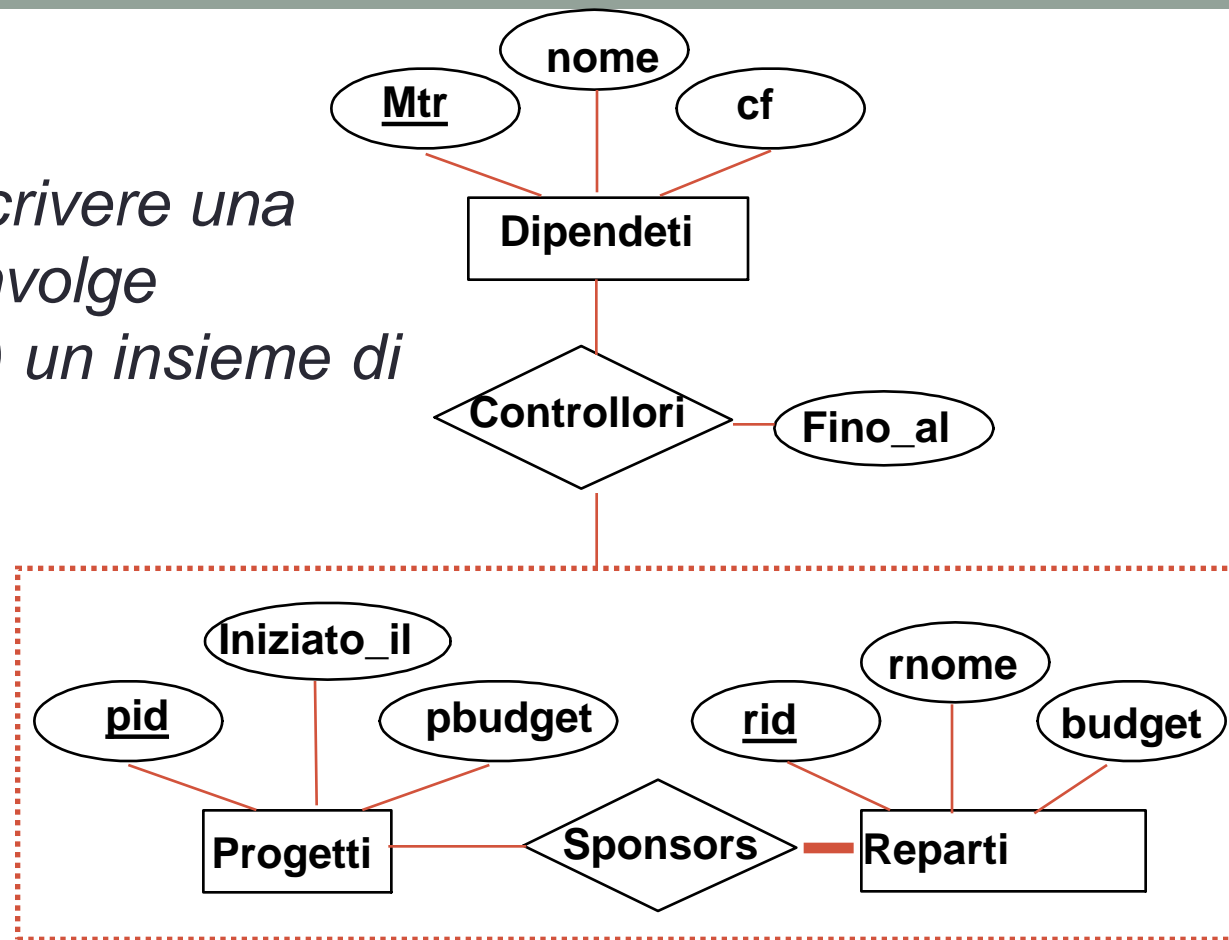 nome
Mtr
cf
crivere una
Dipendeti
nvolge
un insieme di
Controllori
Fino_al
Iniziato_il
rnome
pid
pbudget
rid
budget
Progetti
Sponsors
Reparti